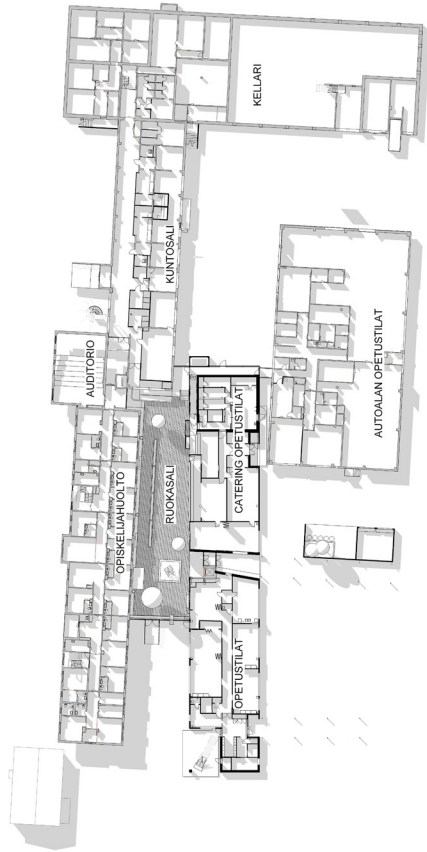 KELLARI
KUNTOSALI
AUDITORIO
AUTOALAN OPETUSTILAT
OPISKELIJAHUOLTO
RUOKASALI
CATERING OPETUSTILAT
OPETUSTILAT